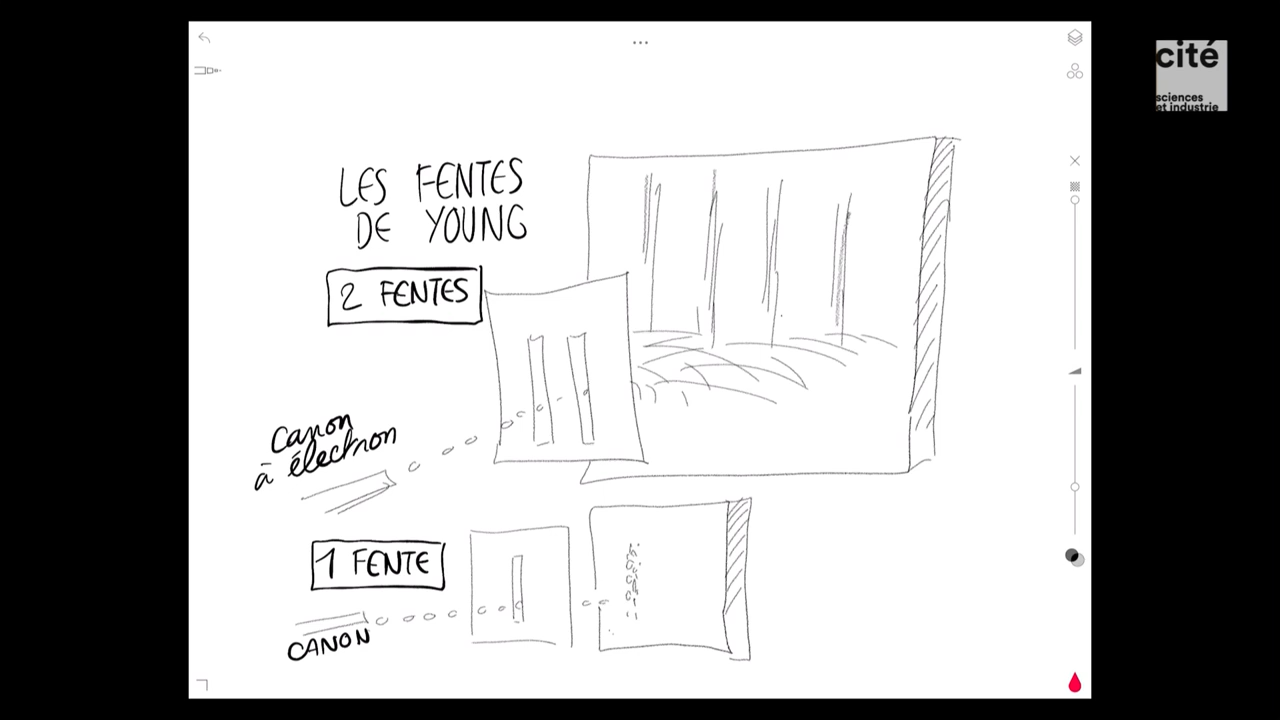 cité
sciences
et industrie
LES FENTES
DE YOUNG
2 FENTES
Canon
à électron
1 FENTE
CANON